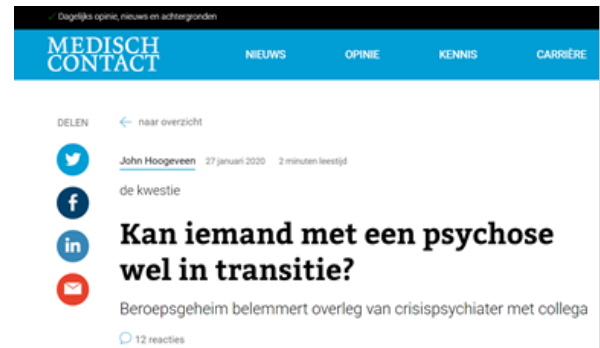 ✓ Dagelijks opinie, nieuws en achtergronden
MEDISCH
CONTACT
NIEUWS OPINIE KENNIS CARRIÈRE
DELEN ← naar overzicht
John Hoogeveen 27 januari 2020 2 minuten leestijd
de kwestie
Kan iemand met een psychose
wel in transitie?
Beroepsgeheim belemmert overleg van crisispsychiater met collega
12 reacties